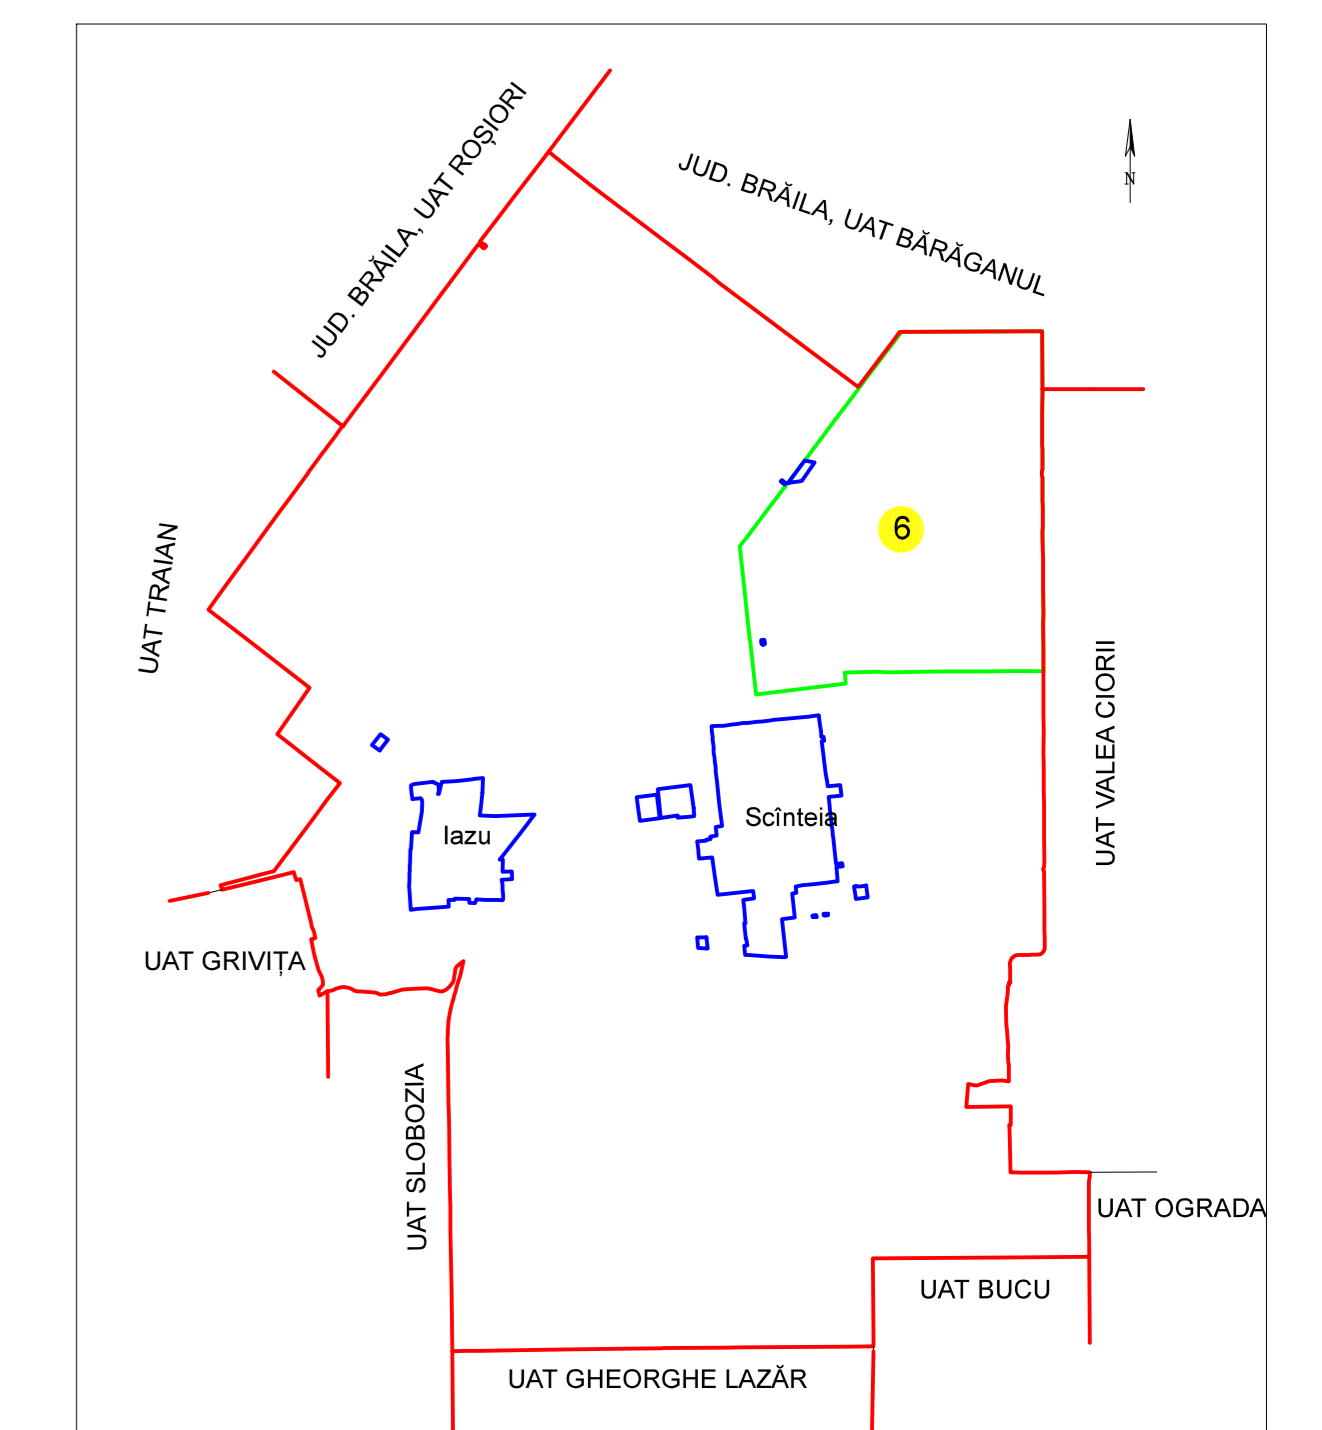 JUD. BRĂILA, UAT ROȘIORI
JUD. BRĂILA, UAT BĂRĂGANUL
N
6
UAT TRAIAN
UAT VALEA CIORII
Iazu
Scînteia
UAT GRIVIȚA
UAT SLOBOZIA
UAT OGRADA
UAT BUCU
UAT GHEORGHE LAZĂR